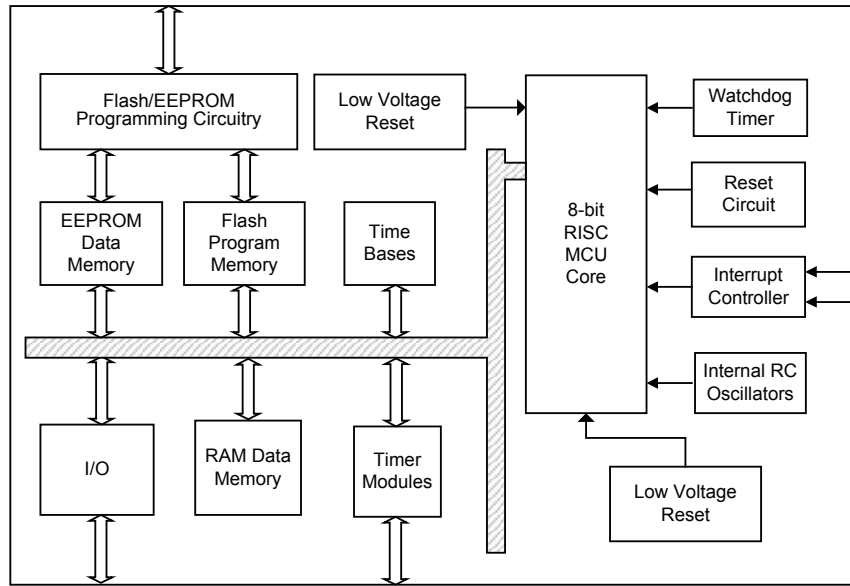 Flash/EEPROM
Programming Circuitry
Low Voltage
Reset
Watchdog
Timer
EEPROM
Data
Memory
Flash
Program
Memory
Time
Bases
8-bit
RISC
MCU
Core
Reset
Circuit
Interrupt
Controller
Internal RC
Oscillators
I/O
RAM Data
Memory
Timer
Modules
Low Voltage
Reset